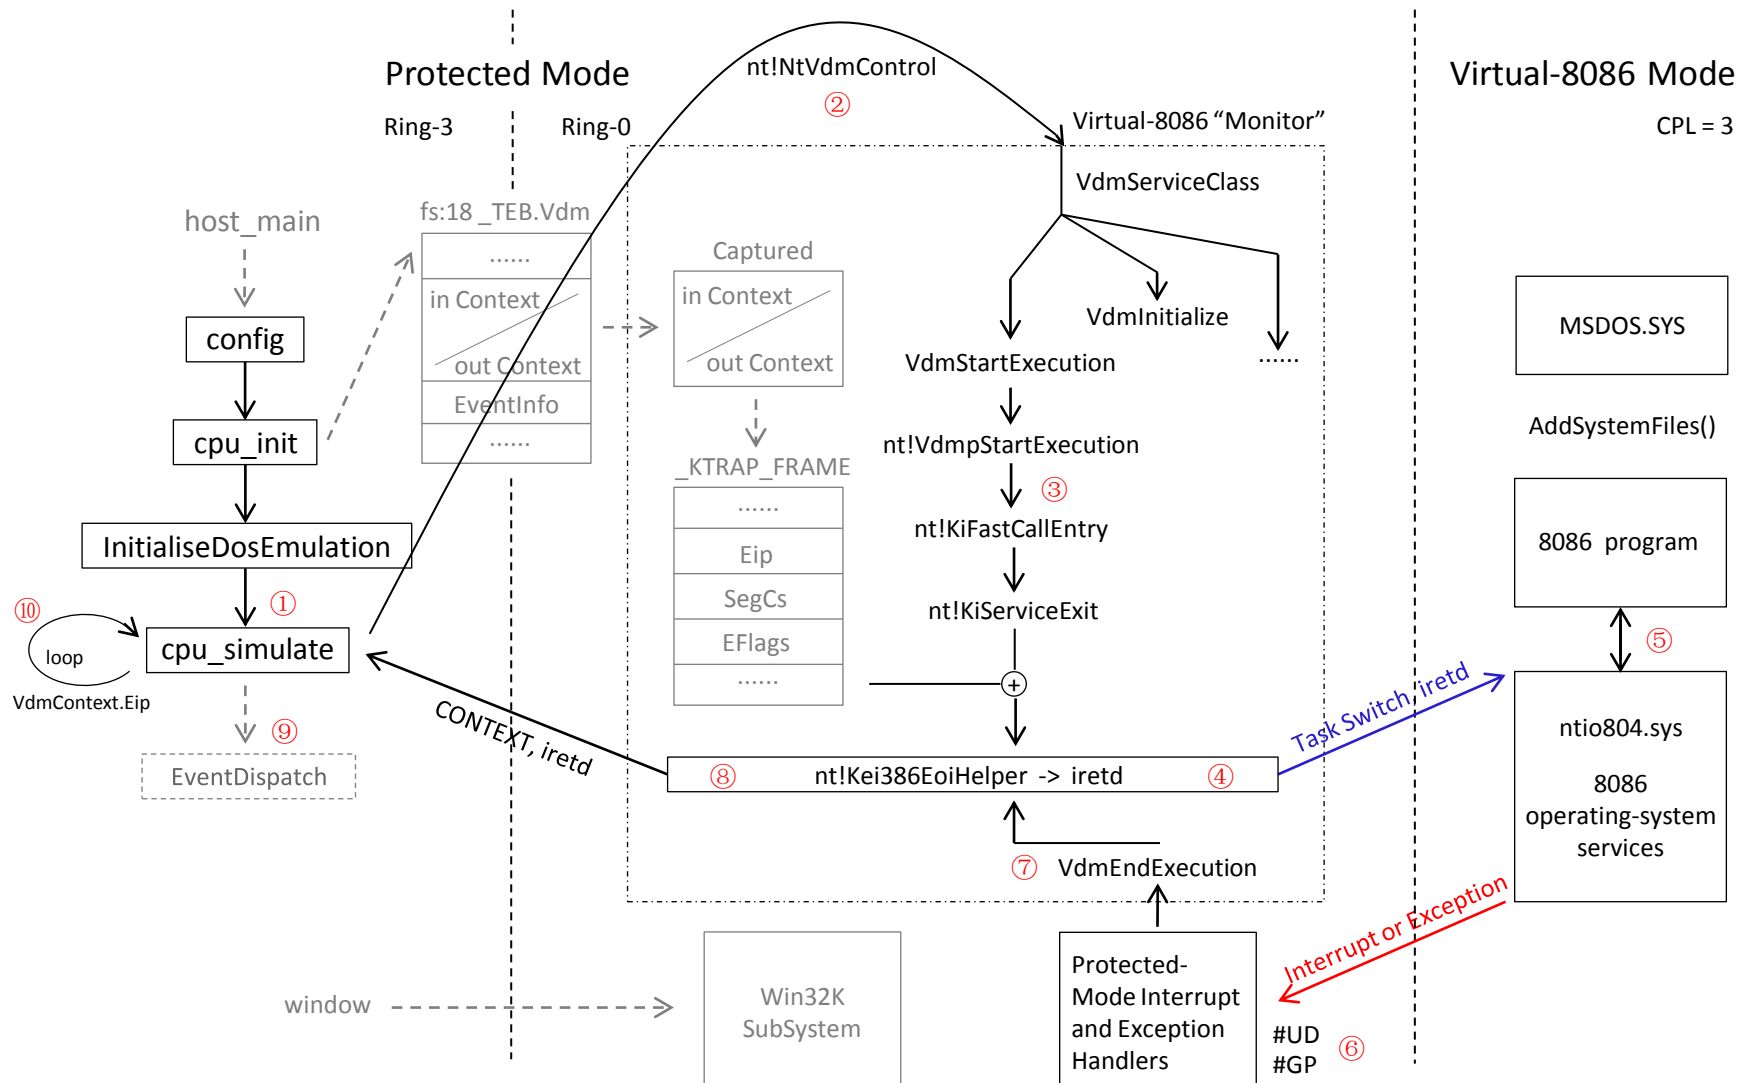 Protected Mode
Ring-3
Ring-0
nt!NtVdmControl
②
Virtual-8086 Mode
CPL = 3
Virtual-8086 “Monitor”
VdmServiceClass
host_main
fs:18 _TEB.Vdm
......
in Context
out Context
EventInfo
......
Captured
in Context
out Context
VdmInitialize
......
VdmStartExecution
config
cpu_init
InitialiseDosEmulation
①
⑩
loop
cpu_simulate
VdmContext.Eip
⑨
EventDispatch
nt!VdmpStartExecution
③
_KTRAP_FRAME
......
Eip
SegCs
EFlags
......
nt!KiFastCallEntry
nt!KiServiceExit
+
CONTEXT, iretd
⑧
nt!Kei386EoiHelper -> iretd
④
Task Switch, iretd
MSDOS.SYS
AddSystemFiles()
8086 program
⑤
ntio804.sys
8086
operating-system
services
Interrupt or Exception
⑦
VdmEndExecution
window
Win32K
SubSystem
Protected-
Mode Interrupt
and Exception
Handlers
#UD
#GP
⑥